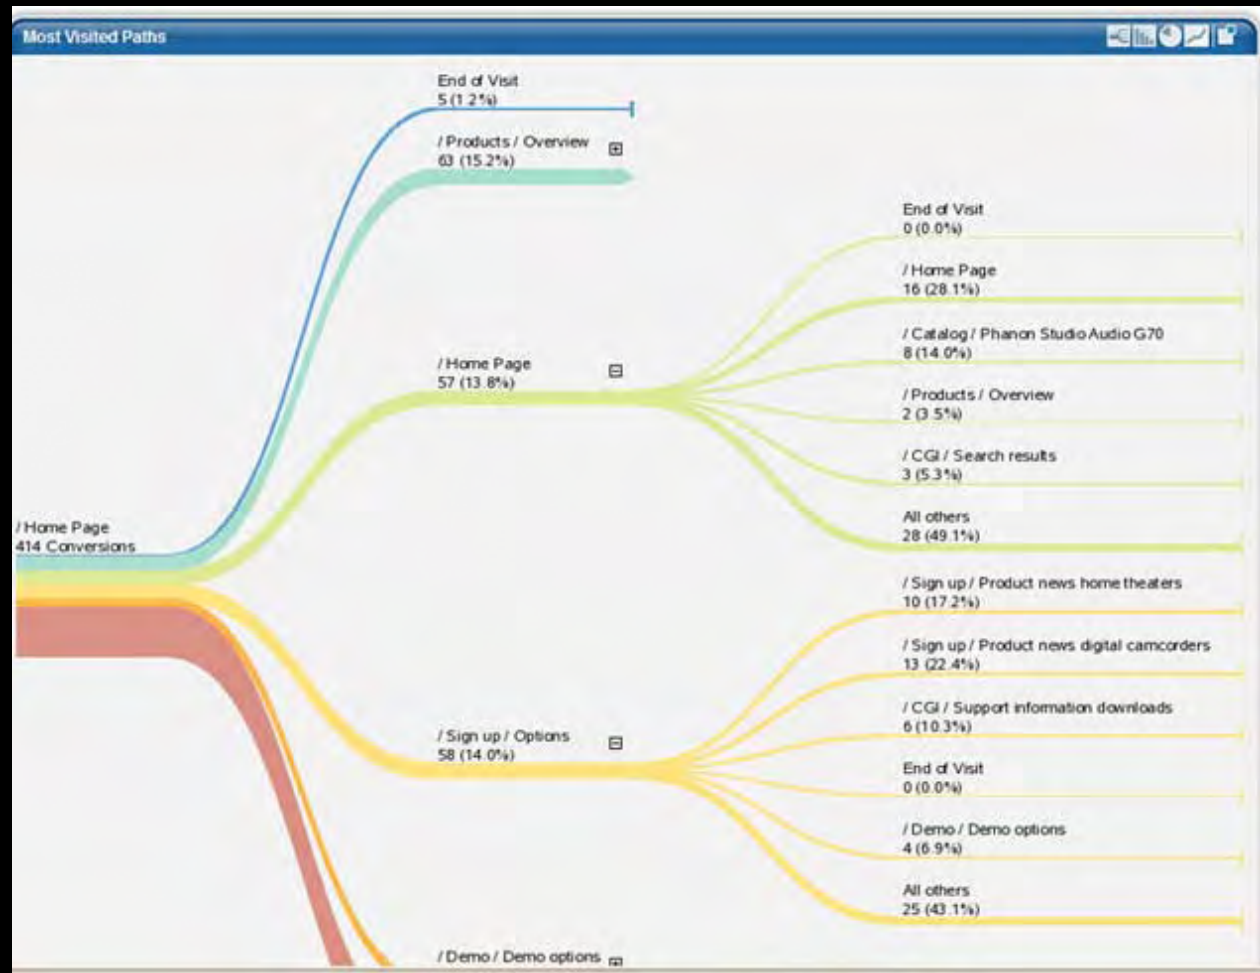 Most Visited Paths
End of Visit
5 (1.2%)
/ Products / Overview
63 (15.2%)
End of Visit
0 (0.0%)
/ Home Page
16 (28.1%)
/ Catalog / Phanon Studio Audio G70
8 (14.0%)
/ Home Page
57 (13.8%)
/ Products / Overview
2 (3.5%)
/ CGI / Search results
3 (5.3%)
All others
28 (49.1%)
/ Home Page
414 Conversions
/ Sign up / Product news home theaters
10 (17.2%)
/ Sign up / Product news digital camcorders
13 (22.4%)
/ CGI / Support information downloads
6 (10.3%)
/ Sign up / Options
58 (14.0%)
End of Visit
0 (0.0%)
/ Demo / Demo options
4 (6.9%)
All others
25 (43.1%)
/ Demo / Demo options